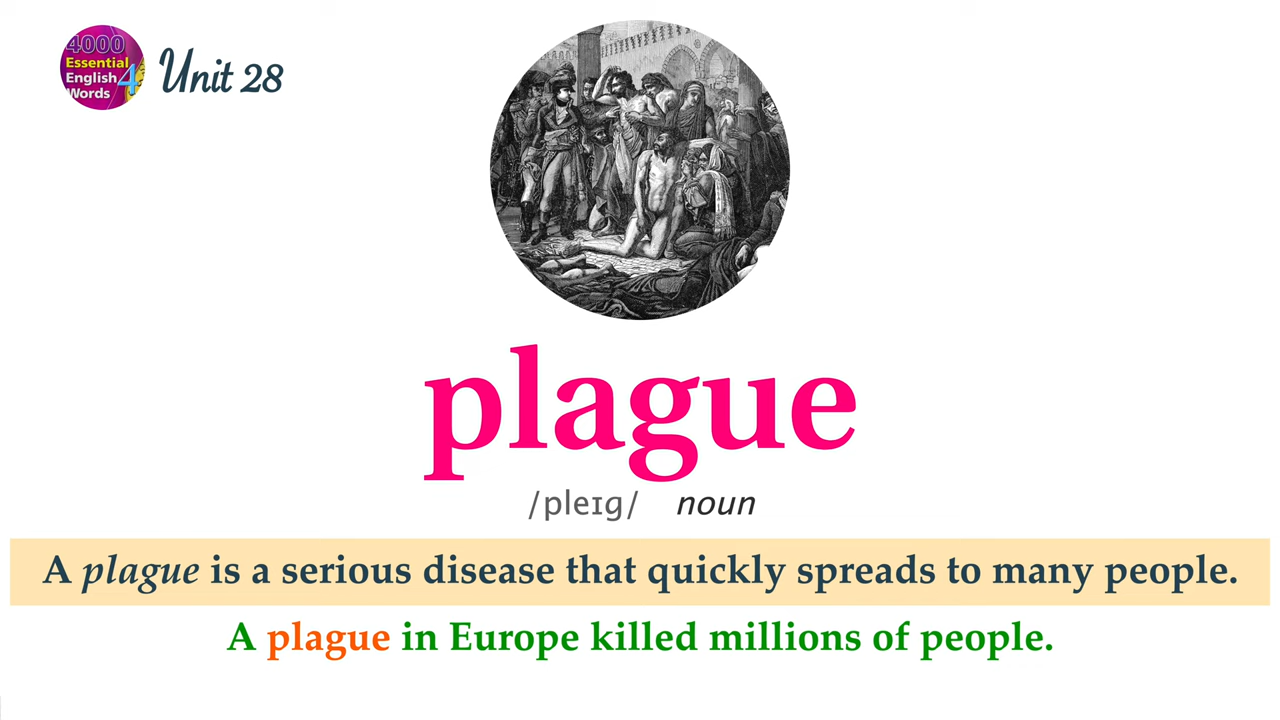 4000
Essential
English 4
Words
Unit 28
plague
/pleɪg/ noun
A plague is a serious disease that quickly spreads to many people.
A plague in Europe killed millions of people.